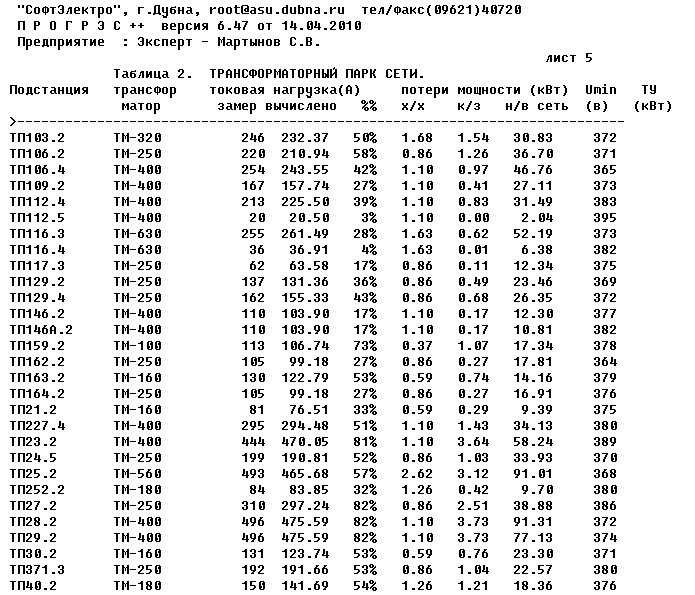 "СофтЭлектро", г.Дубна, root@asu.dubna.ru тел/факс(09621)40720
П Р О Г Р Э С ++ версия 6.47 от 14.04.2010
Предприятие : Эксперт - Мартынов С.В.
лист 5
Таблица 2. ТРАНСФОРМАТОРНЫЙ ПАРК СЕТИ.
Подстанция трансфор токовая нагрузка(А) потери мощности (кВт) Umin ТУ
матор замер вычислено %% х/х к/з н/в сеть (в) (кВт)
>-----------------------------------------------------------------------------
ТП103.2 ТМ-320 246 232.37 50% 1.68 1.54 30.83 372
ТП106.2 ТМ-250 220 210.94 58% 0.86 1.26 36.70 371
ТП106.4 ТМ-400 254 243.55 42% 1.10 0.97 46.76 365
ТП109.2 ТМ-400 167 157.74 27% 1.10 0.41 27.11 373
ТП112.4 ТМ-400 213 225.50 39% 1.10 0.83 31.49 383
ТП112.5 ТМ-400 20 20.50 3% 1.10 0.00 2.04 395
ТП116.3 ТМ-630 255 261.49 28% 1.63 0.62 52.19 373
ТП116.4 ТМ-630 36 36.91 4% 1.63 0.01 6.38 382
ТП117.3 ТМ-250 62 63.58 17% 0.86 0.11 12.34 375
ТП129.2 ТМ-250 137 131.36 36% 0.86 0.49 23.46 369
ТП129.4 ТМ-250 162 155.33 43% 0.86 0.68 26.35 372
ТП146.2 ТМ-400 110 103.90 17% 1.10 0.17 12.30 377
ТП146А.2 ТМ-400 110 103.90 17% 1.10 0.17 10.81 382
ТП159.2 ТМ-100 113 106.74 73% 0.37 1.07 17.34 378
ТП162.2 ТМ-250 105 99.18 27% 0.86 0.27 17.81 364
ТП163.2 ТМ-160 130 122.79 53% 0.59 0.74 14.16 379
ТП164.2 ТМ-250 105 99.18 27% 0.86 0.27 16.91 376
ТП21.2 ТМ-160 81 76.51 33% 0.59 0.29 9.39 375
ТП227.4 ТМ-400 295 294.48 51% 1.10 1.43 34.13 380
ТП23.2 ТМ-400 444 470.05 81% 1.10 3.64 58.24 389
ТП24.5 ТМ-250 199 190.81 52% 0.86 1.03 33.93 370
ТП25.2 ТМ-560 493 465.68 57% 2.62 3.12 91.01 368
ТП252.2 ТМ-180 84 83.85 32% 1.26 0.42 9.70 380
ТП27.2 ТМ-250 310 297.24 82% 0.86 2.51 38.88 386
ТП28.2 ТМ-400 496 475.59 82% 1.10 3.73 91.31 372
ТП29.2 ТМ-400 496 475.59 82% 1.10 3.73 77.13 374
ТП30.2 ТМ-160 131 123.74 53% 0.59 0.76 23.30 371
ТП371.3 ТМ-250 192 191.66 53% 0.86 1.04 22.57 380
ТП40.2 ТМ-180 150 141.69 54% 1.26 1.21 18.36 376